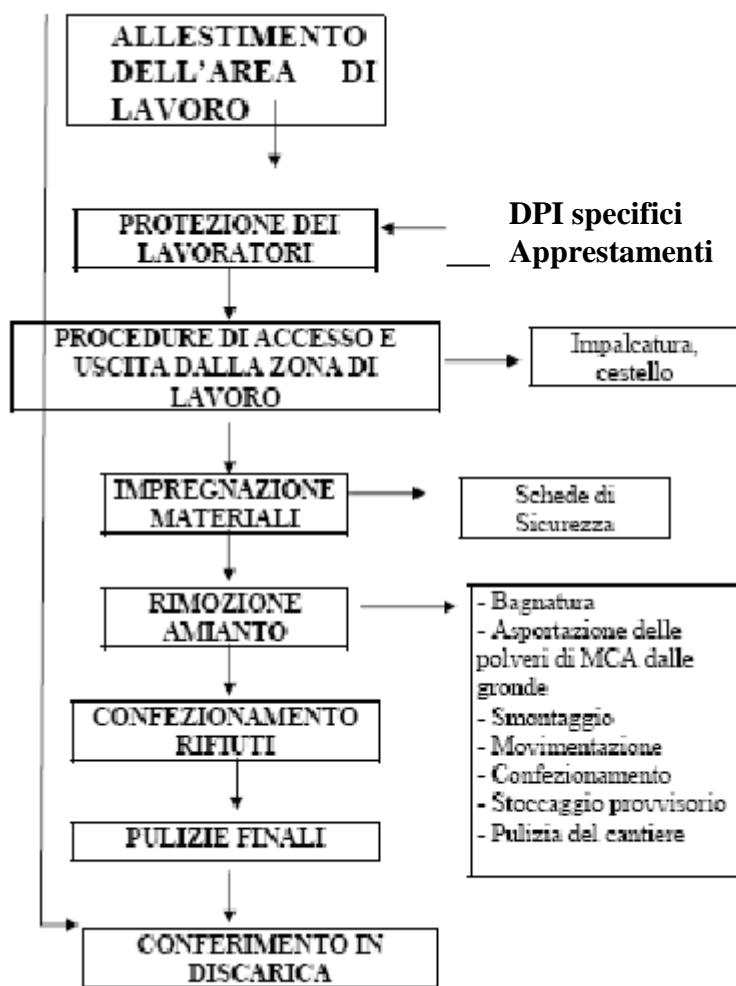 ALLESTIMENTO
DELL'AREA DI
LAVORO
PROTEZIONE DEI
LAVORATORI
DPI specifici
Apprestamenti
PROCEDURE DI ACCESSO E
USCITA DALLA ZONA DI
LAVORO
Impalcatura,
cestello
IMPREGNAZIONE
MATERIALI
Schede di
Sicurezza
RIMOZIONE
AMIANTO
- Bagnatura
- Asportazione delle
polveri di MCA dalle
gronde
- Smontaggio
- Movimentazione
- Confezionamento
- Stoccaggio provvisorio
- Pulizia del cantiere
CONFEZIONAMENTO
RIFIUTI
PULIZIE FINALI
CONFERIMENTO IN
DISCARICA